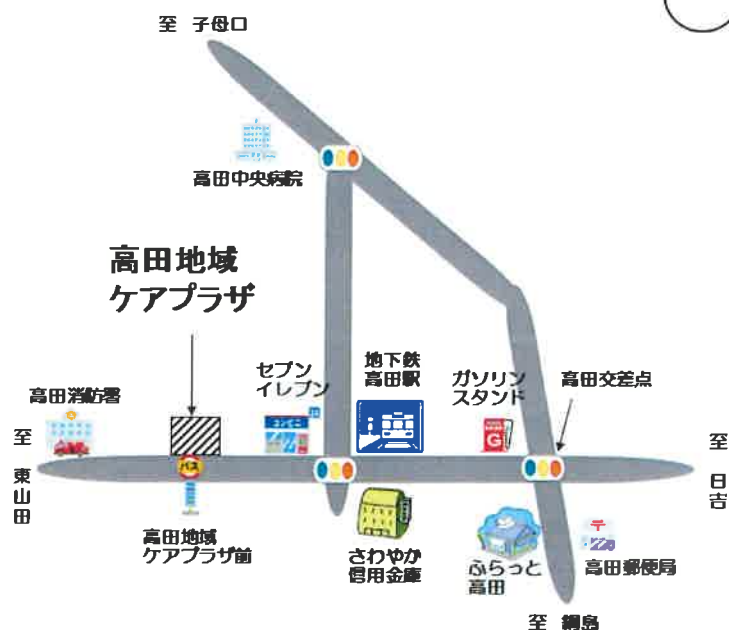 至 子母口
高田中央病院
高田地域
ケアプラザ
セブン
イレブン
地下鉄
高田駅
ガソリン
スタンド
高田交差点
高田消防署
至 東山田
コンビニ
G
至 日吉
バス
高田地域
ケアプラザ前
さわやか
信用金庫
ふらっと
高田
〒
高田郵便局
至 綱島